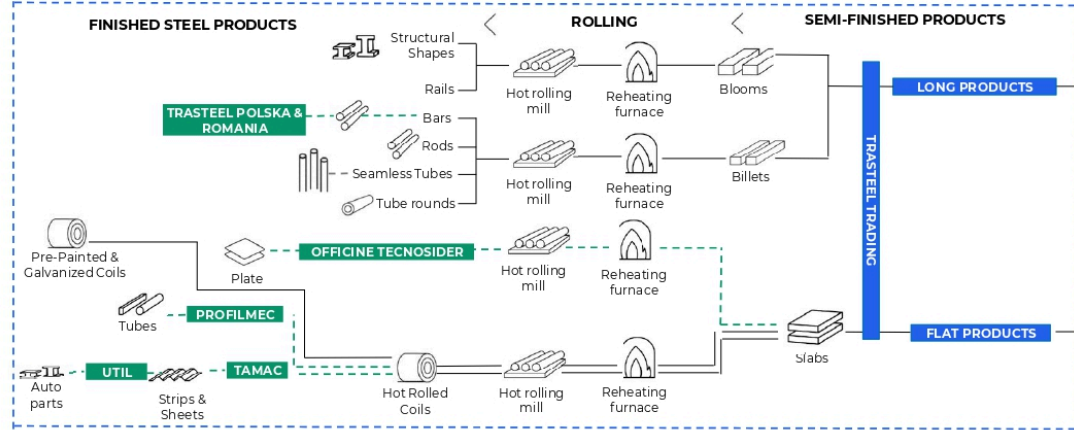 FINISHED STEEL PRODUCTS
ROLLING
SEMI-FINISHED PRODUCTS
Structural
Shapes
Rails
Hot rolling
mill
Reheating
furnace
Blooms
LONG PRODUCTS
TRASTEEL POLSKA &
ROMANIA
Bars
Rods
Seamless Tubes
Tube rounds
Hot rolling
mill
Reheating
furnace
Billets
TRASTEEL TRADING
Pre-Painted &
Galvanized Coils
Plate
OFFICINE TECNOSIDER
Hot rolling
mill
Reheating
furnace
Tubes
PROFILMEC
Slabs
FLAT PRODUCTS
Auto
parts
UTIL
Strips &
Sheets
TAMAC
Hot Rolled
Coils
Hot rolling
mill
Reheating
furnace